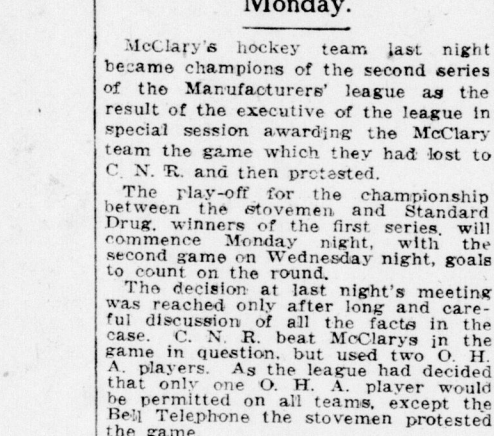 Monday.
McClary's hockey team last night
became champions of the second series
of the Manufacturers' league as the
result of the executive of the league in
special session awarding the McClary
team the game which they had lost to
C. N. R. and then protested.
The play-off for the championship
between the stovemen and Standard
Drug, winners of the first series, will
commence Monday night, with the
second game on Wednesday night, goals
to count on the round.
The decision at last night's meeting
was reached only after long and care-
ful discussion of all the facts in the
case. C. N. R. beat McClarys in the
game in question, but used two O. H.
A. players. As the league had decided
that only one O. H. A. player would
be permitted on all teams, except the
Bell Telephone the stovemen protested
the game